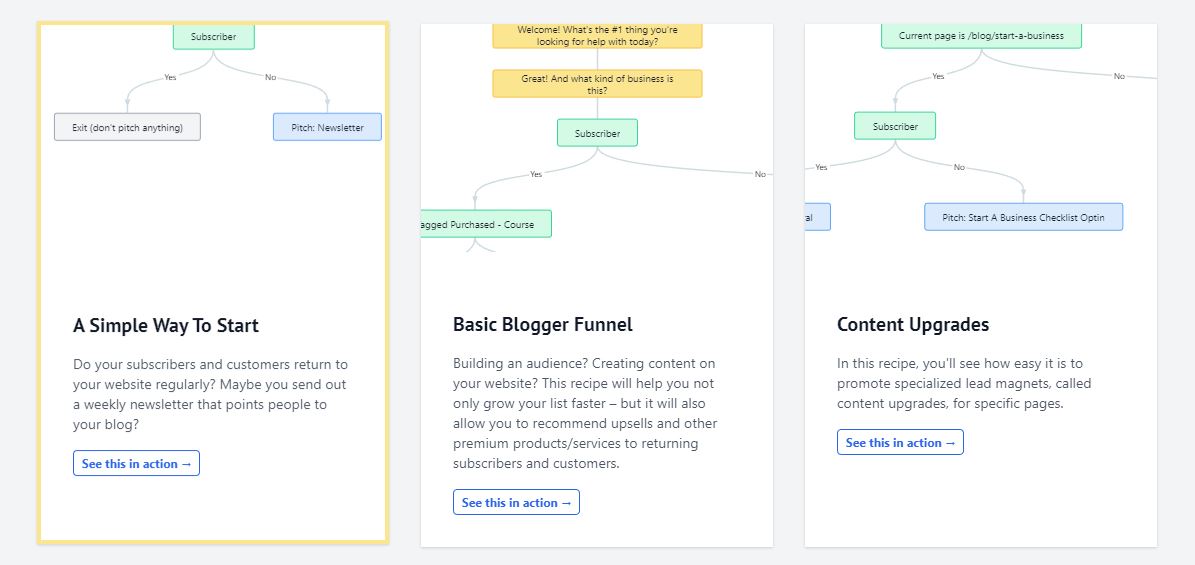 Subscriber
Yes
No
Exit (don't pitch anything)
Pitch: Newsletter
A Simple Way To Start
Do your subscribers and customers return to
your website regularly? Maybe you send out
a weekly newsletter that points people to
your blog?
See this in action →
Welcome! What's the #1 thing you're
looking for help with today?
Great! And what kind of business is
this?
Subscriber
Yes
No
agged Purchased - Course
Basic Blogger Funnel
Building an audience? Creating content on
your website? This recipe will help you not
only grow your list faster – but it will also
allow you to recommend upsells and other
premium products/services to returning
subscribers and customers.
See this in action →
Current page is /blog/start-a-business
Yes
No
Subscriber
Yes
No
al
Pitch: Start A Business Checklist Optin
Content Upgrades
In this recipe, you'll see how easy it is to
promote specialized lead magnets, called
content upgrades, for specific pages.
See this in action →